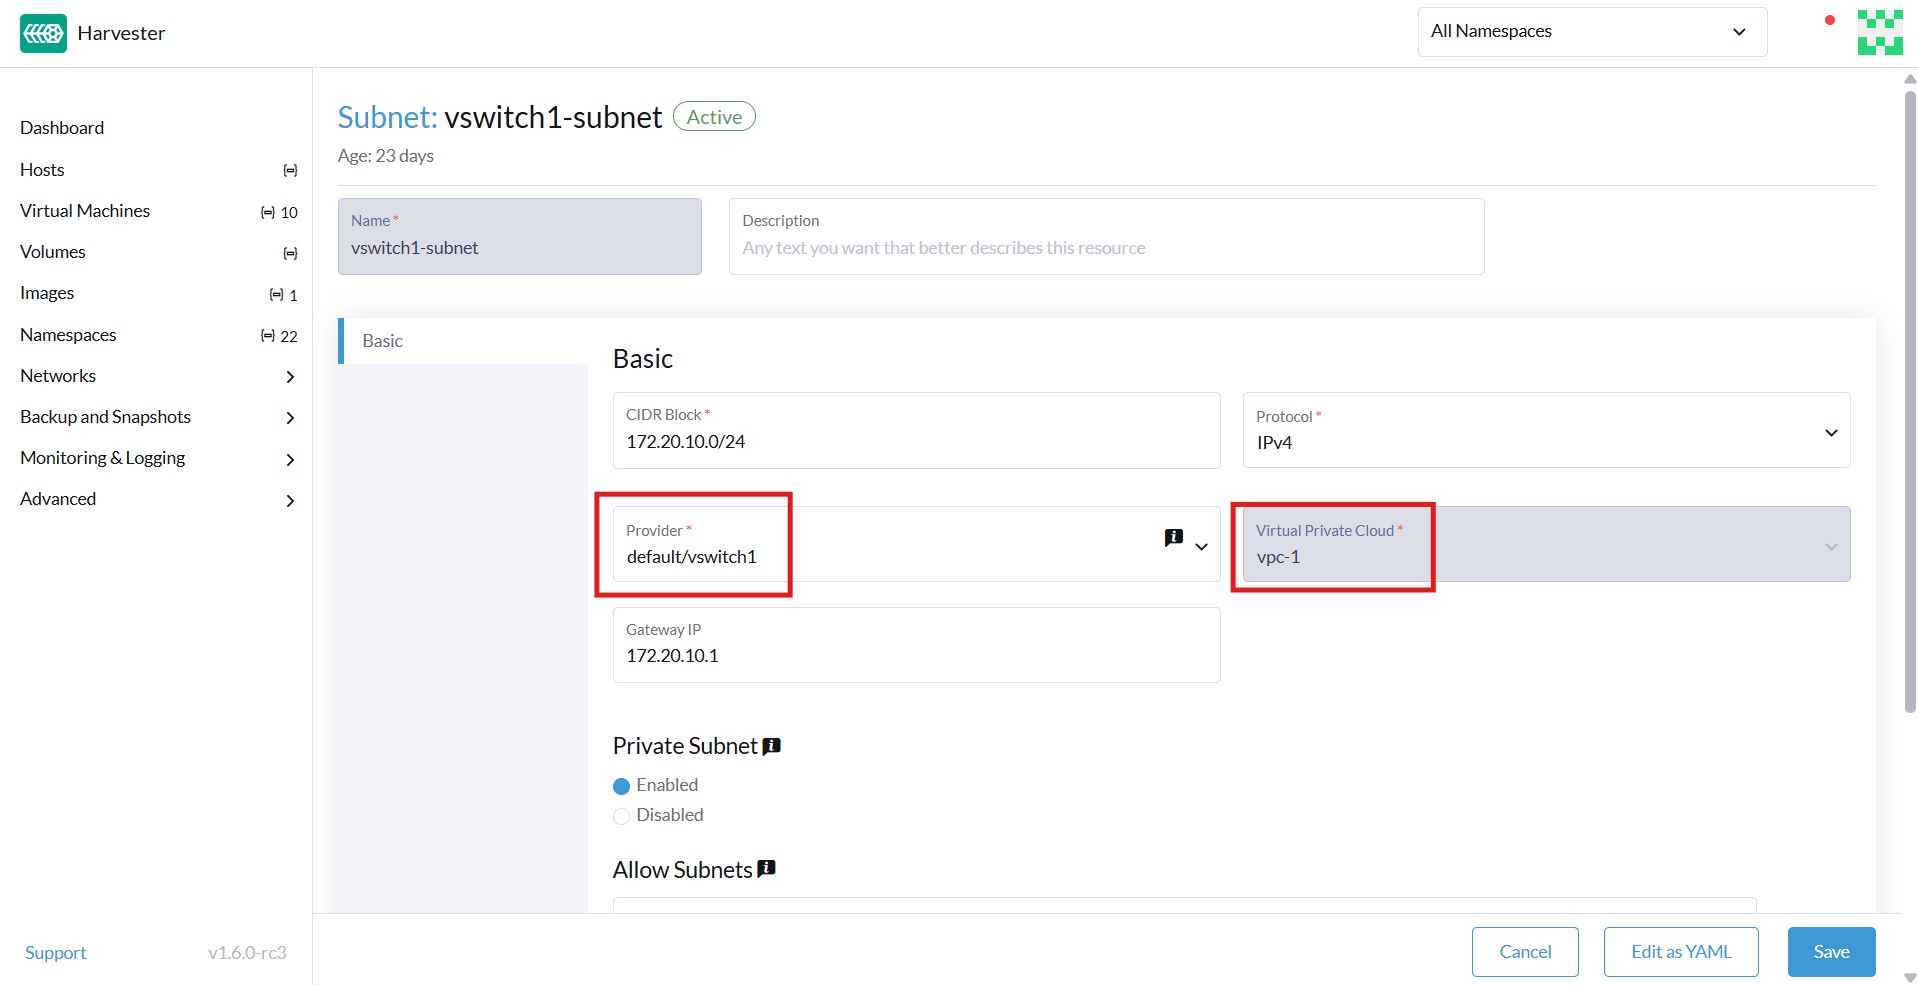 Harvester
All Namespaces
Dashboard
Hosts
Virtual Machines 10
Volumes
Images 1
Namespaces 22
Networks
Backup and Snapshots
Monitoring & Logging
Advanced
Support v1.6.0-rc3
Subnet: vswitch1-subnet Active
Age: 23 days
Name *
vswitch1-subnet
Description
Any text you want that better describes this resource
Basic
Basic
CIDR Block *
172.20.10.0/24
Protocol *
IPv4
Provider *
default/vswitch1
Virtual Private Cloud *
vpc-1
Gateway IP
172.20.10.1
Private Subnet
Enabled
Disabled
Allow Subnets
Cancel
Edit as YAML
Save